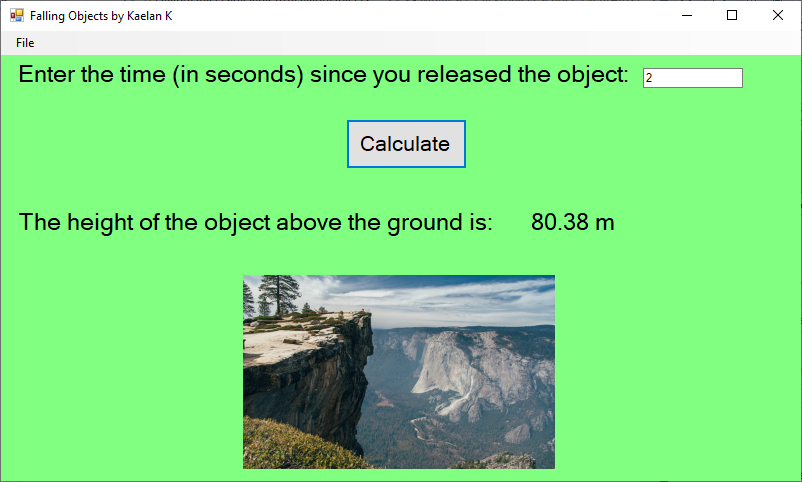 Falling Objects by Kaelan K
File
Enter the time (in seconds) since you released the object: 2
Calculate
The height of the object above the ground is: 80.38 m